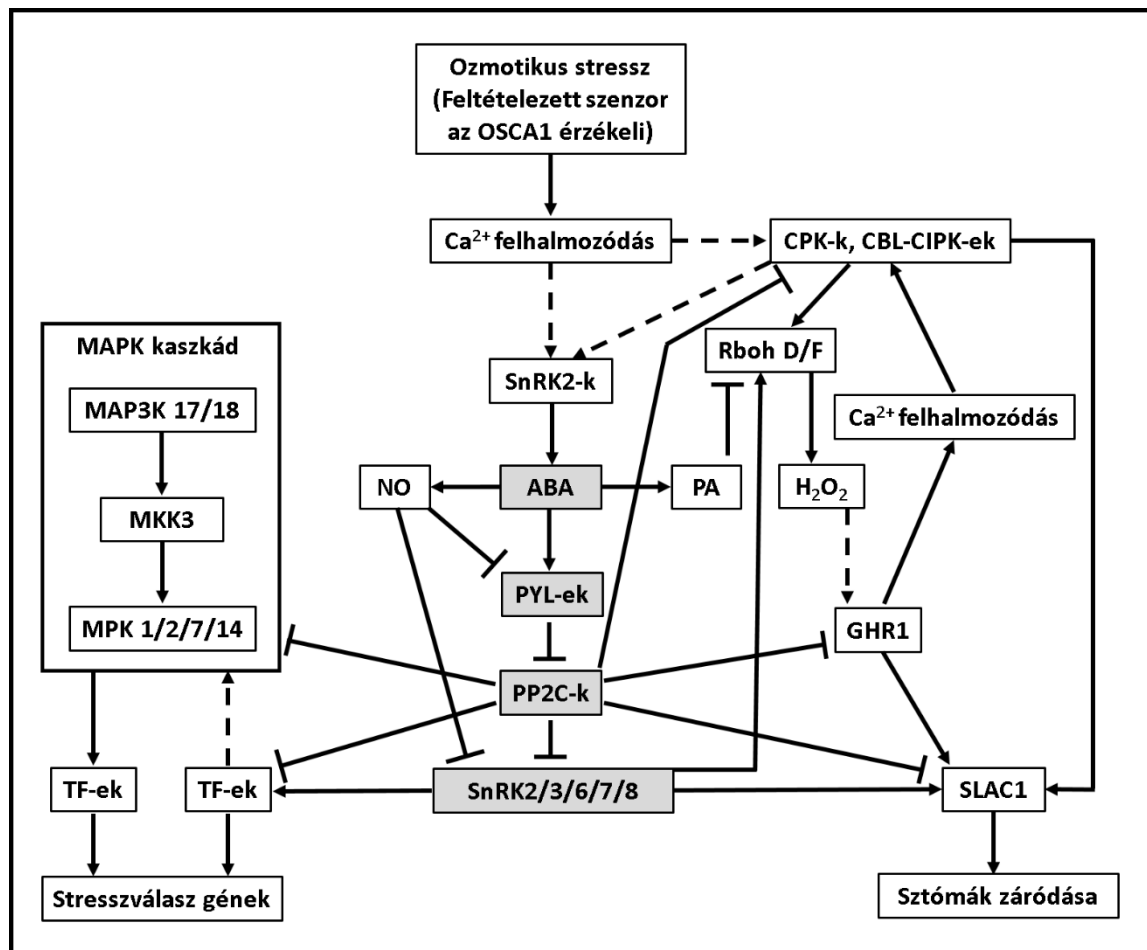 Ozmotikus stressz
(Feltételezett szenzor
az OSCA1 érzékeli)
Ca²⁺ felhalmozódás
CPK-k, CBL-CIPK-ek
MAPK kaszkád
Rboh D/F
SnRK2-k
MAP3K 17/18
Ca²⁺ felhalmozódás
NO
ABA
PA
H₂O₂
MKK3
PYL-ek
MPK 1/2/7/14
GHR1
PP2C-k
TF-ek
TF-ek
SnRK2/3/6/7/8
SLAC1
Stresszválasz gének
Sztómák záródása